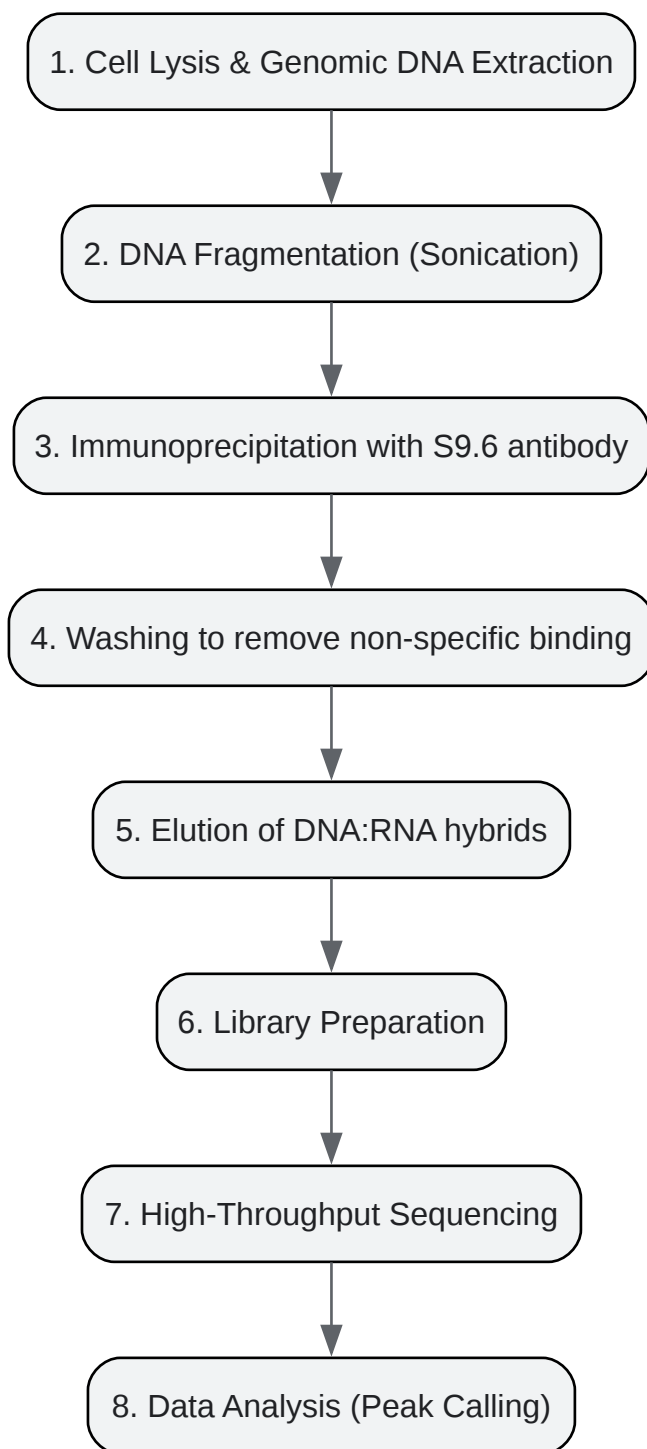 1. Cell Lysis & Genomic DNA Extraction
2. DNA Fragmentation (Sonication)
3. Immunoprecipitation with S9.6 antibody
4. Washing to remove non-specific binding
5. Elution of DNA:RNA hybrids
6. Library Preparation
7. High-Throughput Sequencing
8. Data Analysis (Peak Calling)